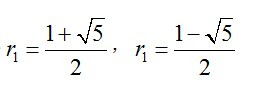 r₁ = (1+√5)/2, r₁ = (1−√5)/2